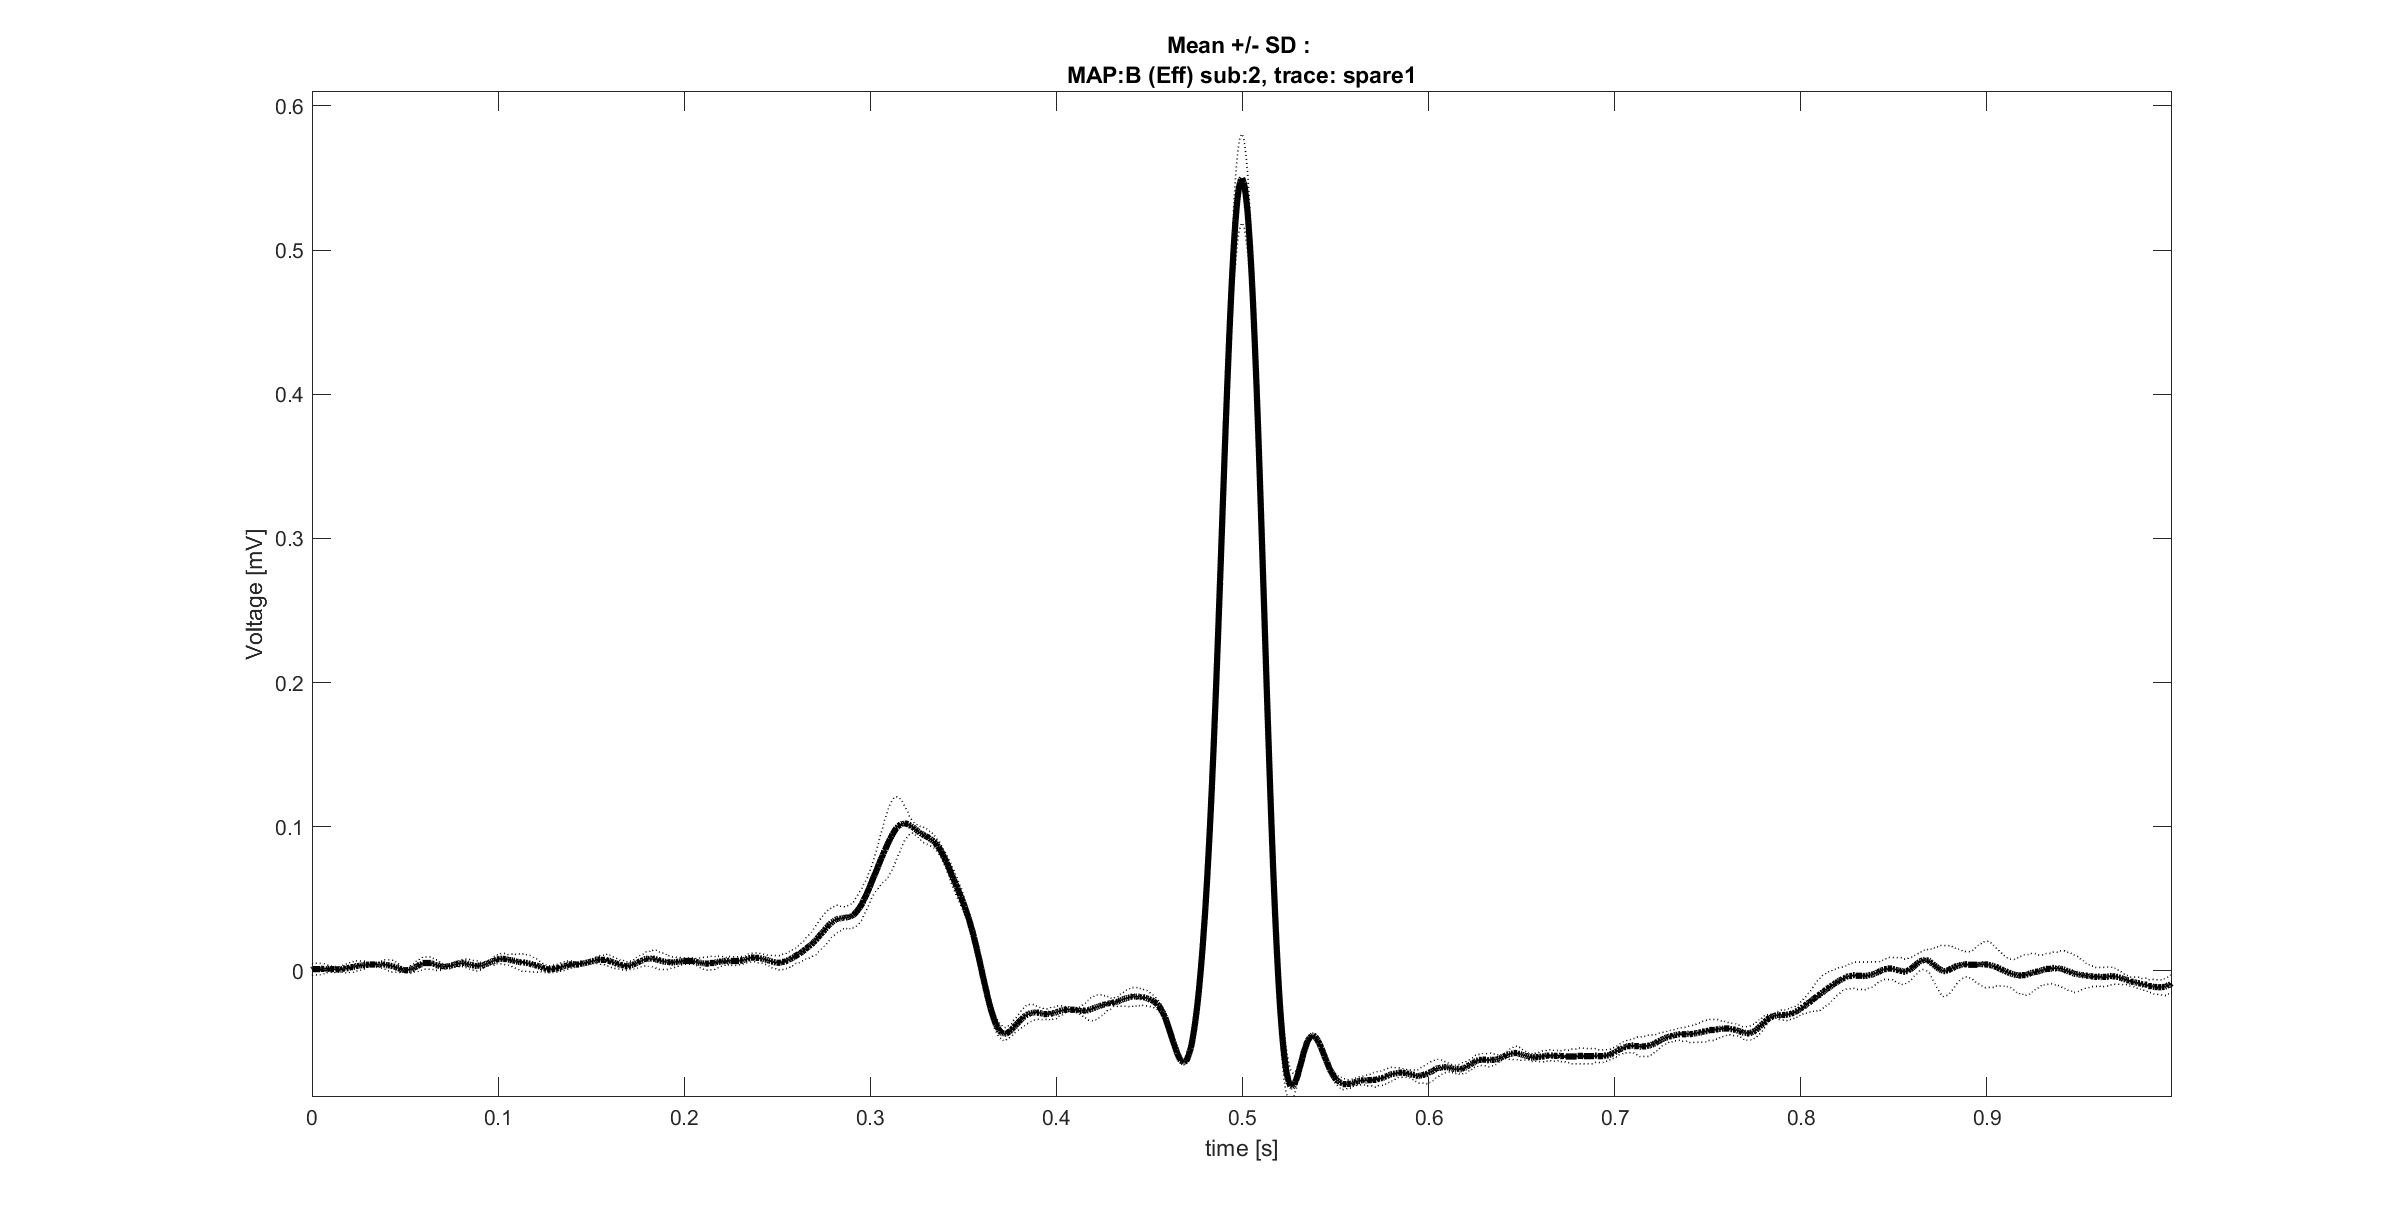 Mean +/- SD :
MAP:B (Eff) sub:2, trace: spare1
0.6
0.5
0.4
0.3
0.2
0.1
0
Voltage [mV]
0 0.1 0.2 0.3 0.4 0.5 0.6 0.7 0.8 0.9
time [s]